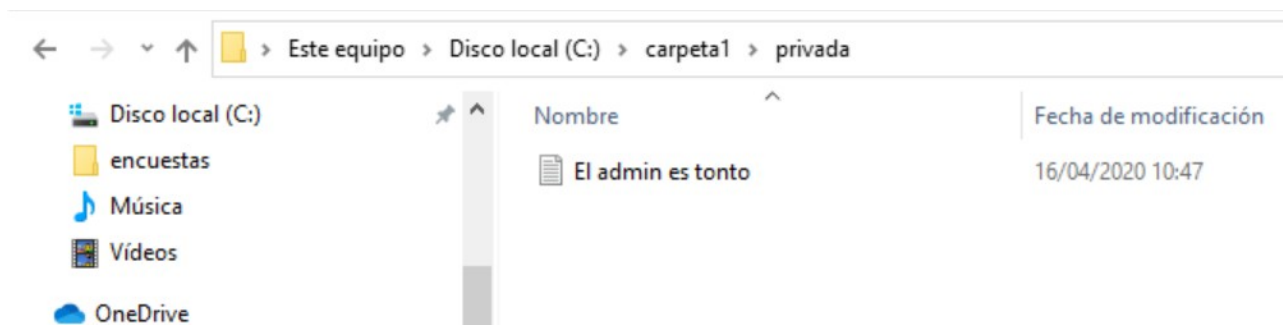 Este equipo > Disco local (C:) > carpeta1 > privada
Disco local (C:)
encuestas
Música
Vídeos
OneDrive
Nombre
Fecha de modificación
El admin es tonto
16/04/2020 10:47